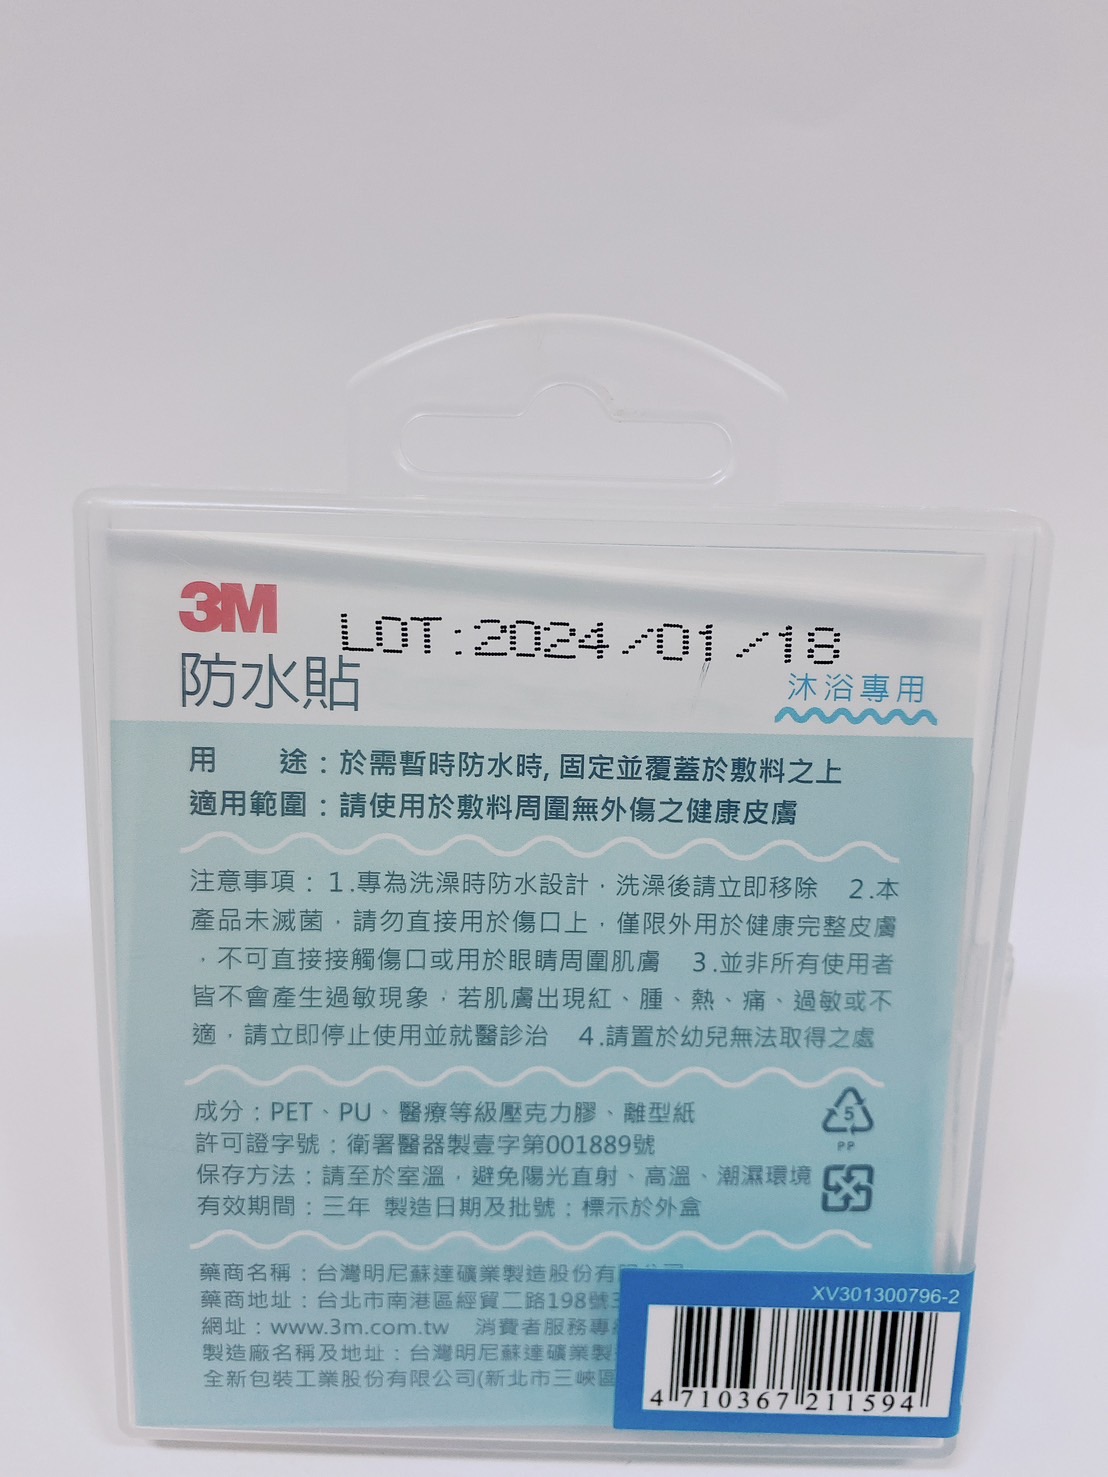 3M
LOT:2024/01/18
防水貼
沐浴專用
用　途：於需暫時防水時, 固定並覆蓋於敷料之上
適用範圍：請使用於敷料周圍無外傷之健康皮膚
注意事項：1.專為洗澡時防水設計，洗澡後請立即移除　2.本
產品未滅菌，請勿直接用於傷口上，僅限外用於健康完整皮膚
，不可直接接觸傷口或用於眼睛周圍肌膚　3.並非所有使用者
皆不會產生過敏現象，若肌膚出現紅、腫、熱、痛、過敏或不
適，請立即停止使用並就醫診治　4.請置於幼兒無法取得之處
成分：PET、PU、醫療等級壓克力膠、離型紙
許可證字號：衛署醫器製壹字第001889號
保存方法：請至於室溫，避免陽光直射、高溫、潮濕環境
有效期間：三年 製造日期及批號：標示於外盒
5
PP
藥商名稱：台灣明尼蘇達礦業製造股份有
藥商地址：台北市南港區經貿二路198號
網址：www.3m.com.tw　消費者服務專
製造廠名稱及地址：台灣明尼蘇達礦業製
全新包裝工業股份有限公司(新北市三峽區
XV301300796-2
4 710367 211594